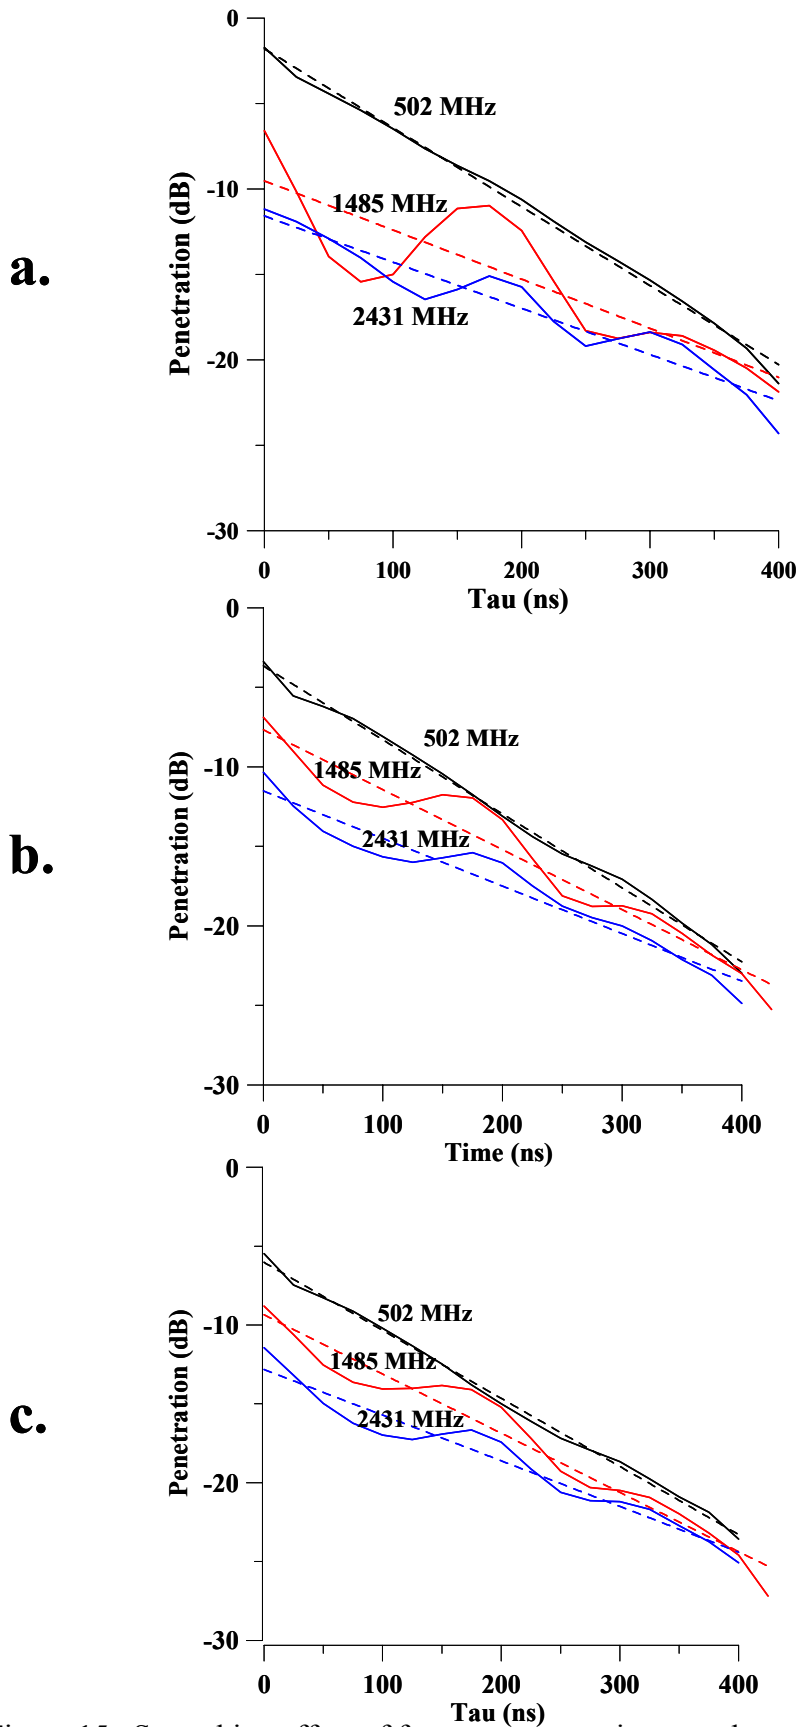 a.
0
-10
-20
-30
Penetration (dB)
502 MHz
1485 MHz
2431 MHz
0 100 200 300 400
Tau (ns)
b.
0
-10
-20
-30
Penetration (dB)
502 MHz
1485 MHz
2431 MHz
0 100 200 300 400
Time (ns)
c.
0
-10
-20
-30
Penetration (dB)
502 MHz
1485 MHz
2431 MHz
0 100 200 300 400
Tau (ns)